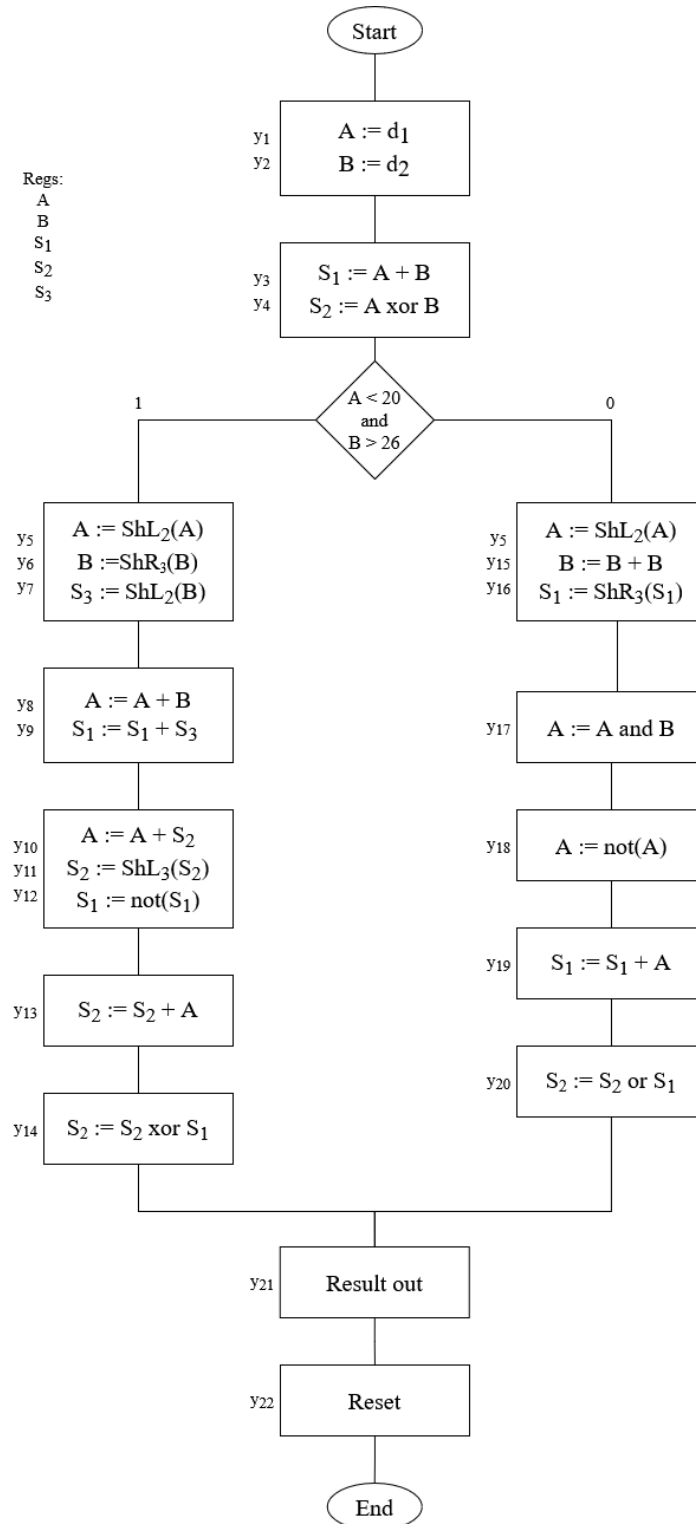 Start
y1 A := d1
y2 B := d2
Regs:
A
B
S1
S2
S3
y3 S1 := A + B
y4 S2 := A xor B
1
A < 20
and
B > 26
0
y5 A := ShL2(A)
y6 B :=ShR3(B)
y7 S3 := ShL2(B)
y5 A := ShL2(A)
y15 B := B + B
y16 S1 := ShR3(S1)
y8 A := A + B
y9 S1 := S1 + S3
y17 A := A and B
y10 A := A + S2
y11 S2 := ShL3(S2)
y12 S1 := not(S1)
y18 A := not(A)
y19 S1 := S1 + A
y13 S2 := S2 + A
y20 S2 := S2 or S1
y14 S2 := S2 xor S1
y21 Result out
y22 Reset
End